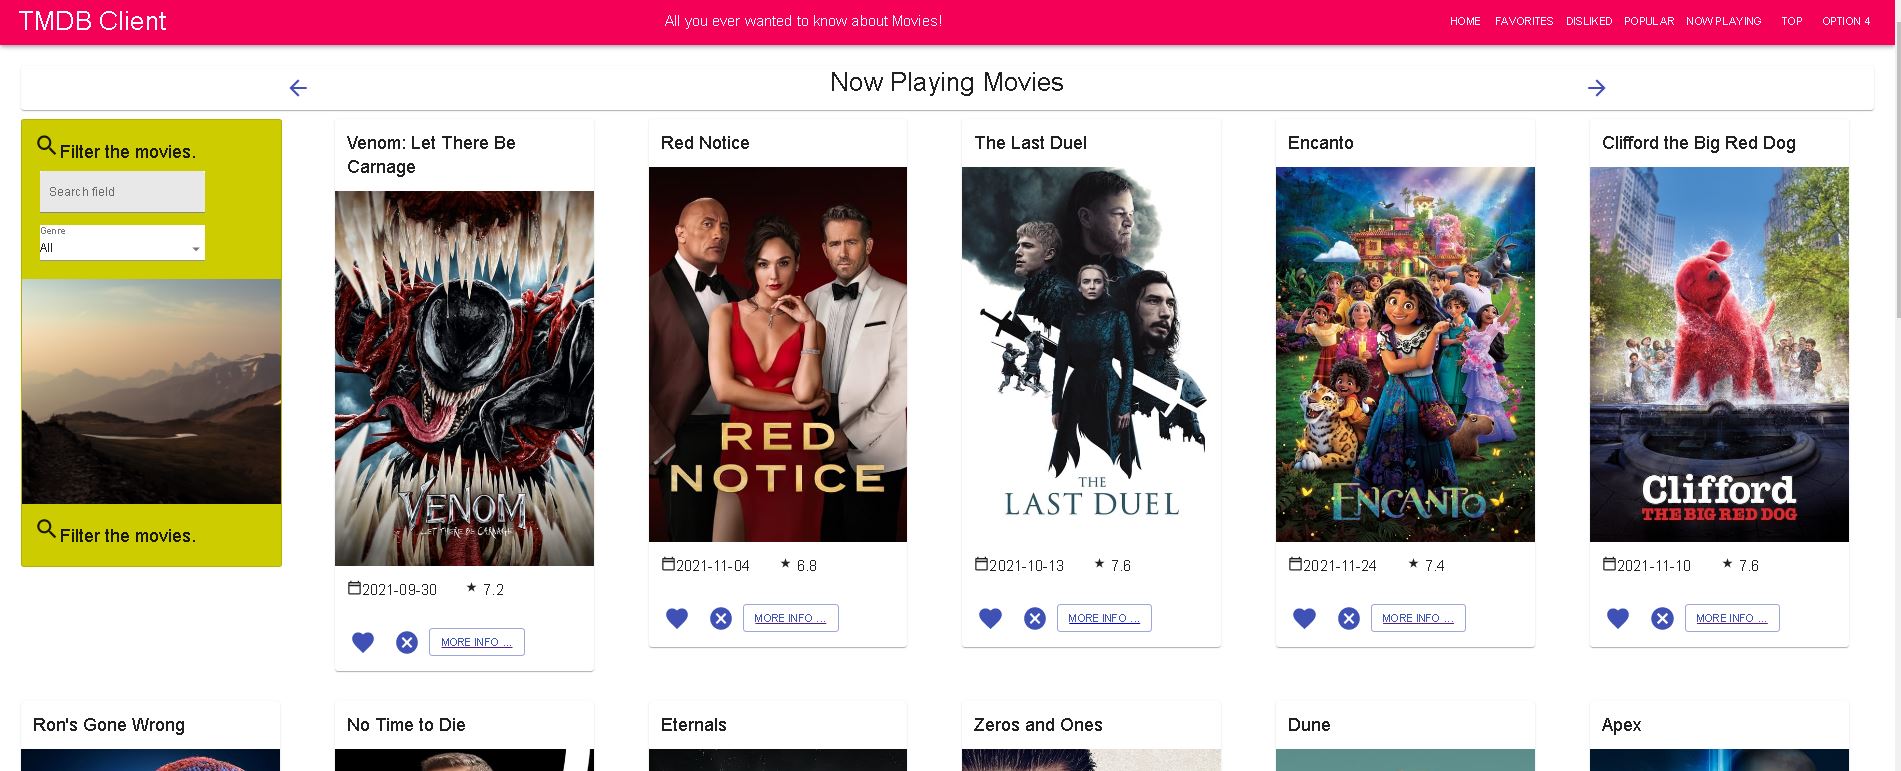 TMDB Client
All you ever wanted to know about Movies!
HOME FAVORITES DISLIKED POPULAR NOW PLAYING TOP OPTION 4
Now Playing Movies
Filter the movies.
Search field
Genre
All
Filter the movies.
Venom: Let There Be
Carnage
VENOM
LET THERE BE CARNAGE
2021-09-30 7.2
MORE INFO ...
Red Notice
RED
NOTICE
2021-11-04 6.8
MORE INFO ...
The Last Duel
THE
LAST DUEL
2021-10-13 7.6
MORE INFO ...
Encanto
ENCANTO
2021-11-24 7.4
MORE INFO ...
Clifford the Big Red Dog
Clifford
THE BIG RED DOG
2021-11-10 7.6
MORE INFO ...
Ron's Gone Wrong
No Time to Die
Eternals
Zeros and Ones
Dune
Apex